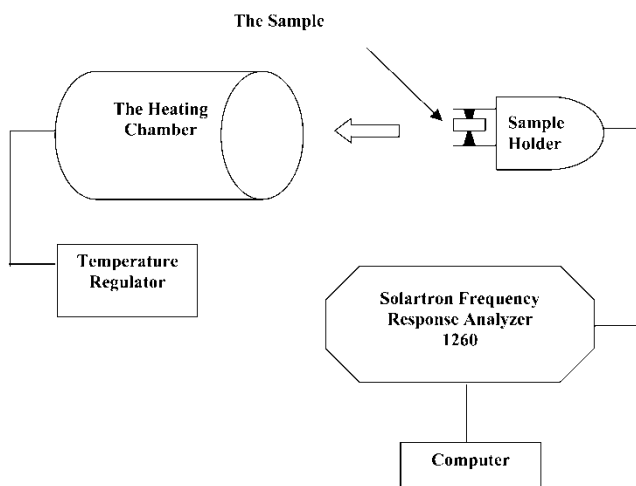 The Sample
The Heating
Chamber
Sample
Holder
Temperature
Regulator
Solartron Frequency
Response Analyzer
1260
Computer